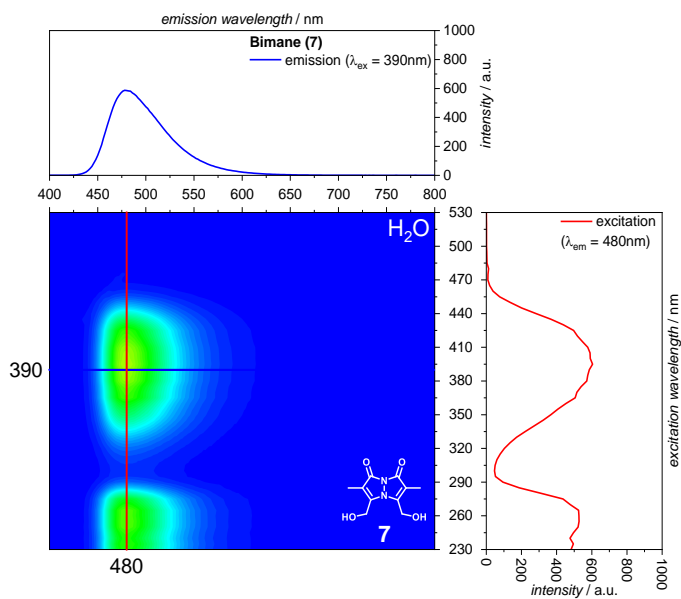 emission wavelength / nm
Bimane (7)
emission (λex = 390nm)
1000
800
600
400
200
0
intensity / a.u.
400 450 500 550 600 650 700 750 800
H2O
390
480
O O
N
N
HO OH
7
excitation
(λem = 480nm)
530
500
470
440
410
380
350
320
290
260
230
excitation wavelength / nm
0 200 400 600 800 1000
intensity / a.u.